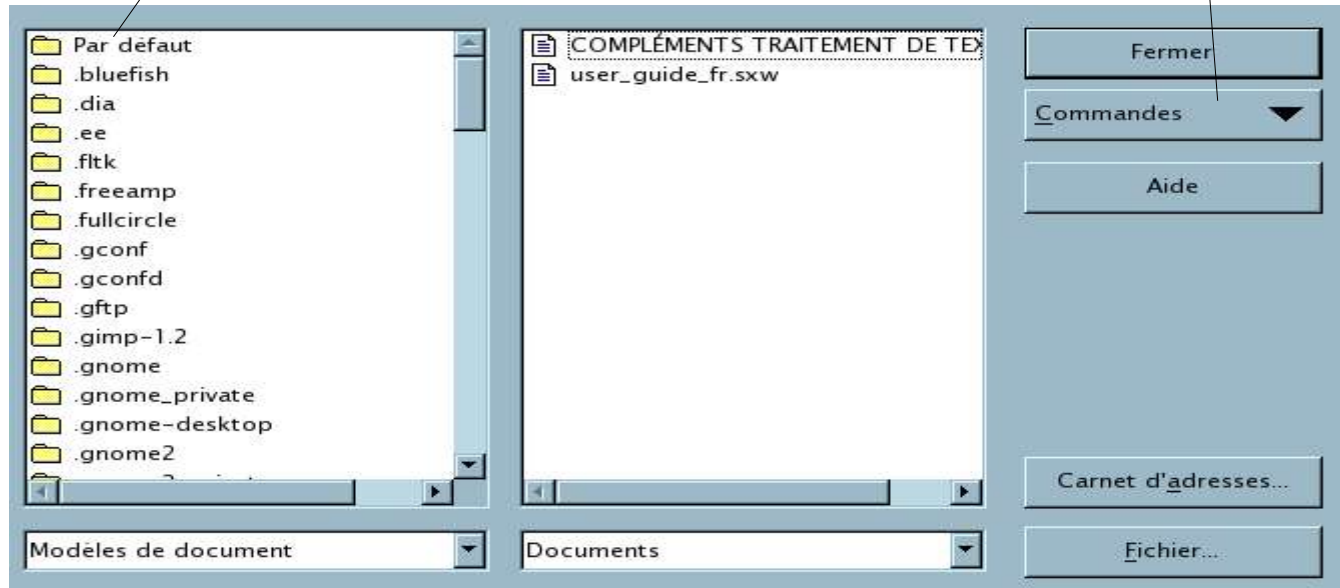 Par défaut
.bluefish
.dia
.ee
.fltk
.freeamp
.fullcircle
.gconf
.gconfd
.gftp
.gimp-1.2
.gnome
.gnome_private
.gnome-desktop
.gnome2
Modèles de document
COMPLÉMENTS TRAITEMENT DE TEX
user_guide_fr.sxw
Documents
Fermer
Commandes
Aide
Carnet d'adresses...
Fichier...